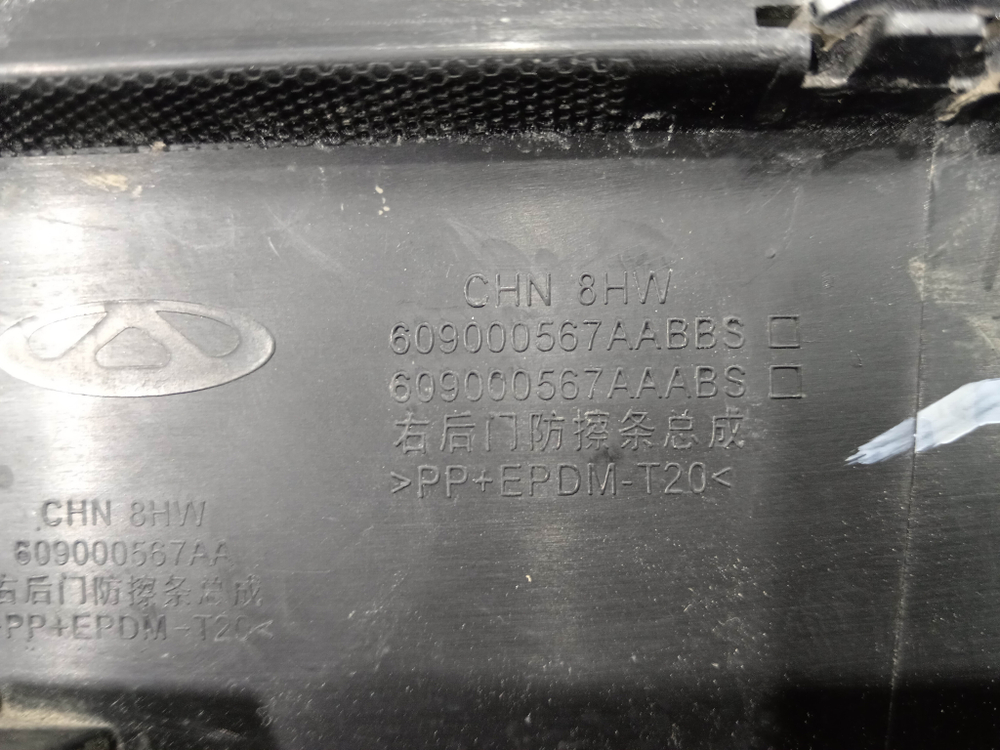 CHN 8HW
609000567AABBS □
609000567AAABS □
右后门防擦条总成
>PP+EPDM-T20<
CHN 8HW
609000567AA
右后门防擦条总成
>PP+EPDM-T20<